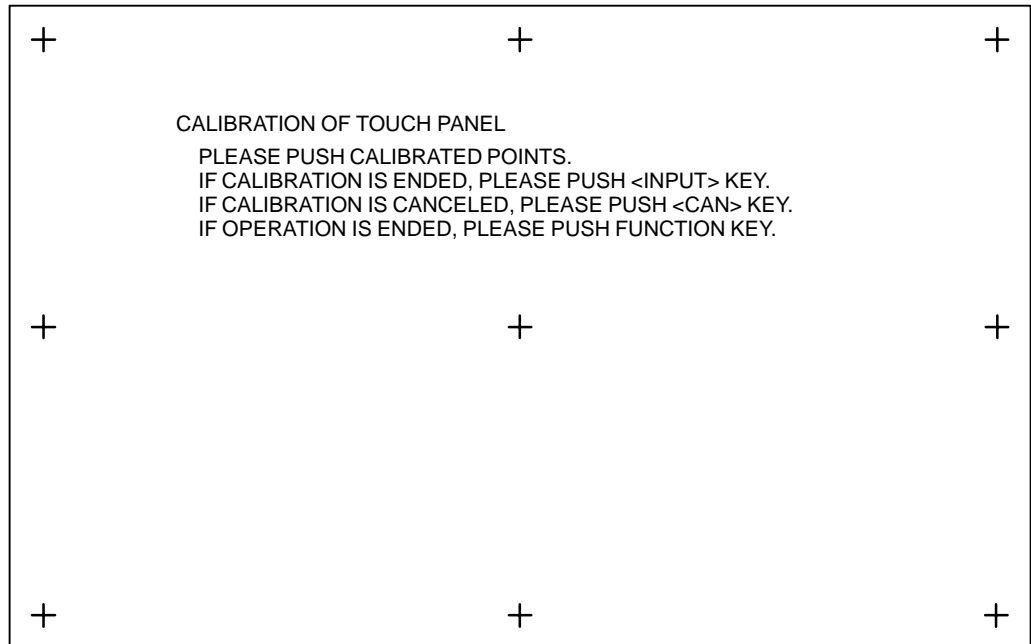 CALIBRATION OF TOUCH PANEL
PLEASE PUSH CALIBRATED POINTS.
IF CALIBRATION IS ENDED, PLEASE PUSH <INPUT> KEY.
IF CALIBRATION IS CANCELED, PLEASE PUSH <CAN> KEY.
IF OPERATION IS ENDED, PLEASE PUSH FUNCTION KEY.